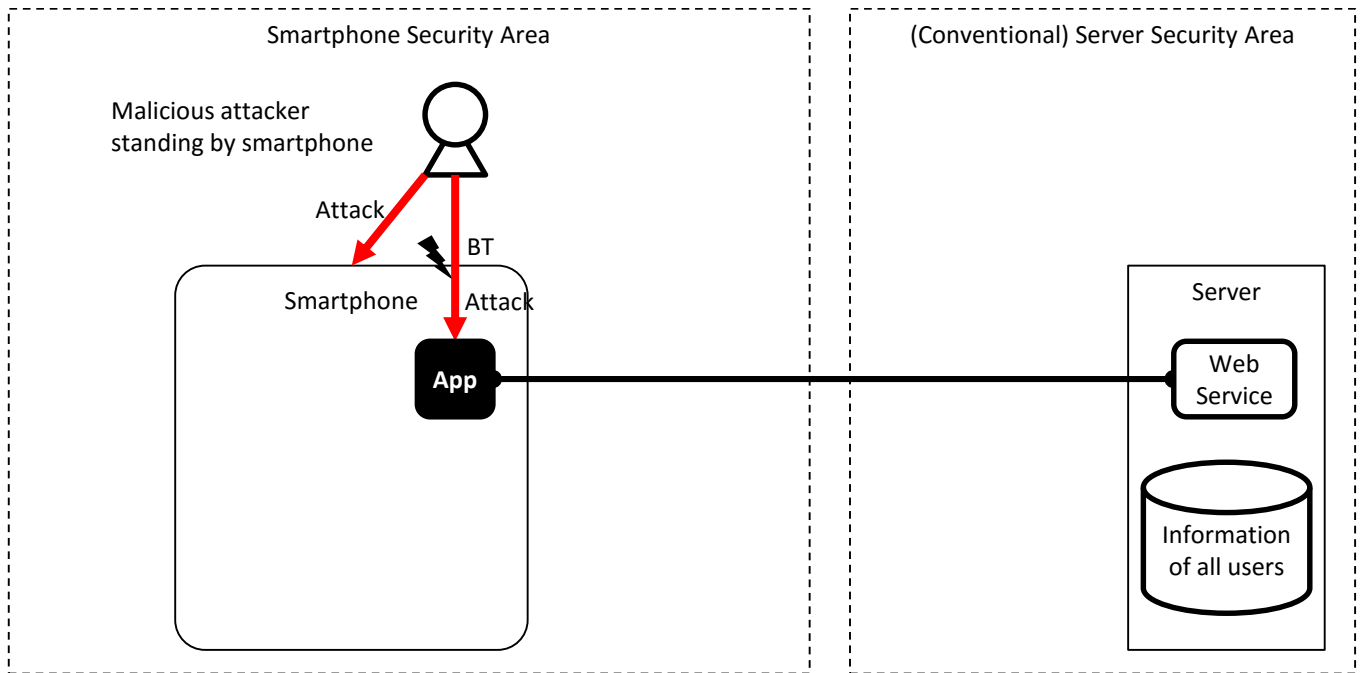 Smartphone Security Area
(Conventional) Server Security Area
Malicious attacker
standing by smartphone
Attack
BT
Smartphone
Attack
Server
App
Web
Service
Information
of all users